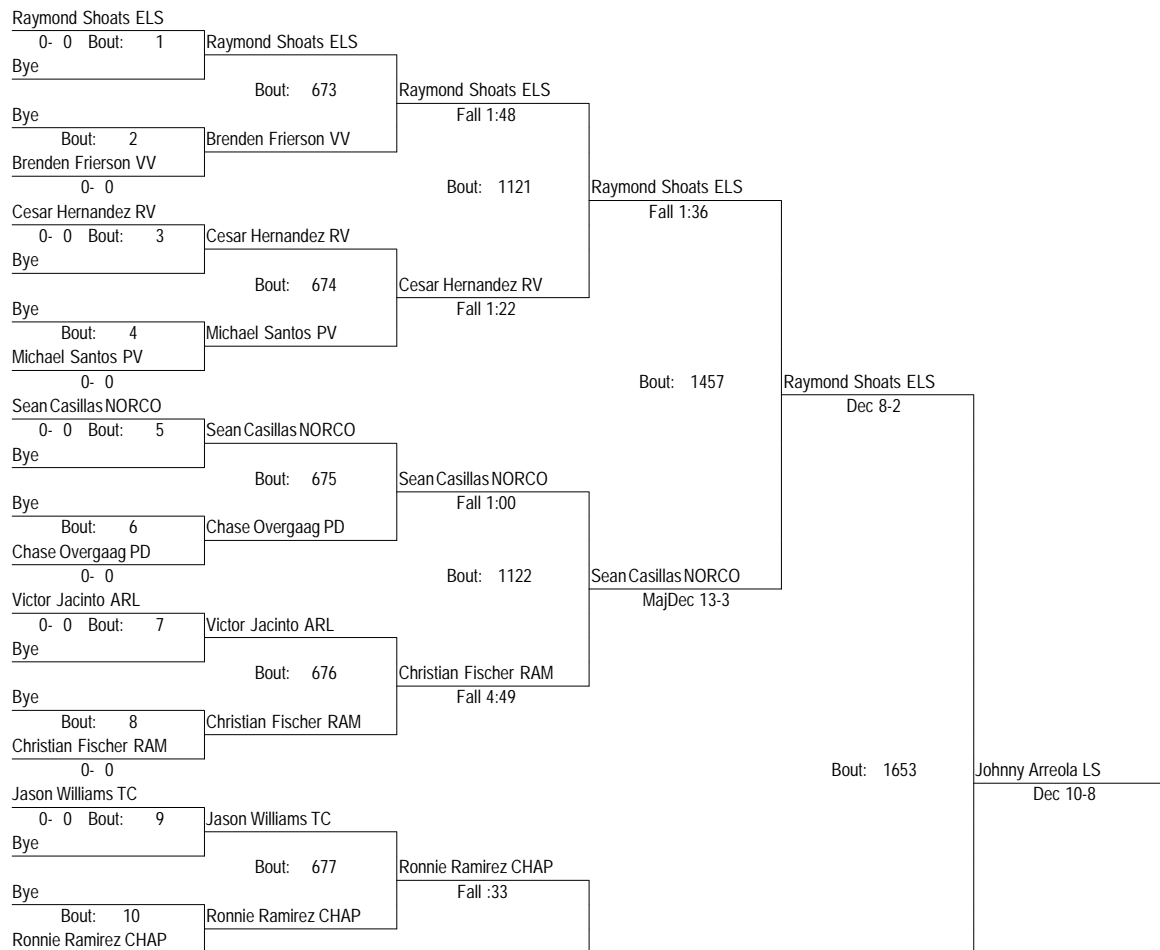 Raymond Shoats ELS
0- 0 Bout: 1 Raymond Shoats ELS
Bye
Bout: 673 Raymond Shoats ELS
Bye Fall 1:48
Bout: 2 Brenden Frierson VV
Brenden Frierson VV
0- 0 Bout: 1121 Raymond Shoats ELS
Cesar Hernandez RV Fall 1:36
0- 0 Bout: 3 Cesar Hernandez RV
Bye
Bout: 674 Cesar Hernandez RV
Bye Fall 1:22
Bout: 4 Michael Santos PV
Michael Santos PV
0- 0 Bout: 1457 Raymond Shoats ELS
Sean Casillas NORCO Dec 8-2
0- 0 Bout: 5 Sean Casillas NORCO
Bye
Bout: 675 Sean Casillas NORCO
Bye Fall 1:00
Bout: 6 Chase Overgaag PD
Chase Overgaag PD
0- 0 Bout: 1122 Sean Casillas NORCO
Victor Jacinto ARL MajDec 13-3
0- 0 Bout: 7 Victor Jacinto ARL
Bye
Bout: 676 Christian Fischer RAM
Bye Fall 4:49
Bout: 8 Christian Fischer RAM
Christian Fischer RAM
0- 0 Bout: 1653 Johnny Arreola LS
Jason Williams TC Dec 10-8
0- 0 Bout: 9 Jason Williams TC
Bye
Bout: 677 Ronnie Ramirez CHAP
Bye Fall :33
Bout: 10 Ronnie Ramirez CHAP
Ronnie Ramirez CHAP